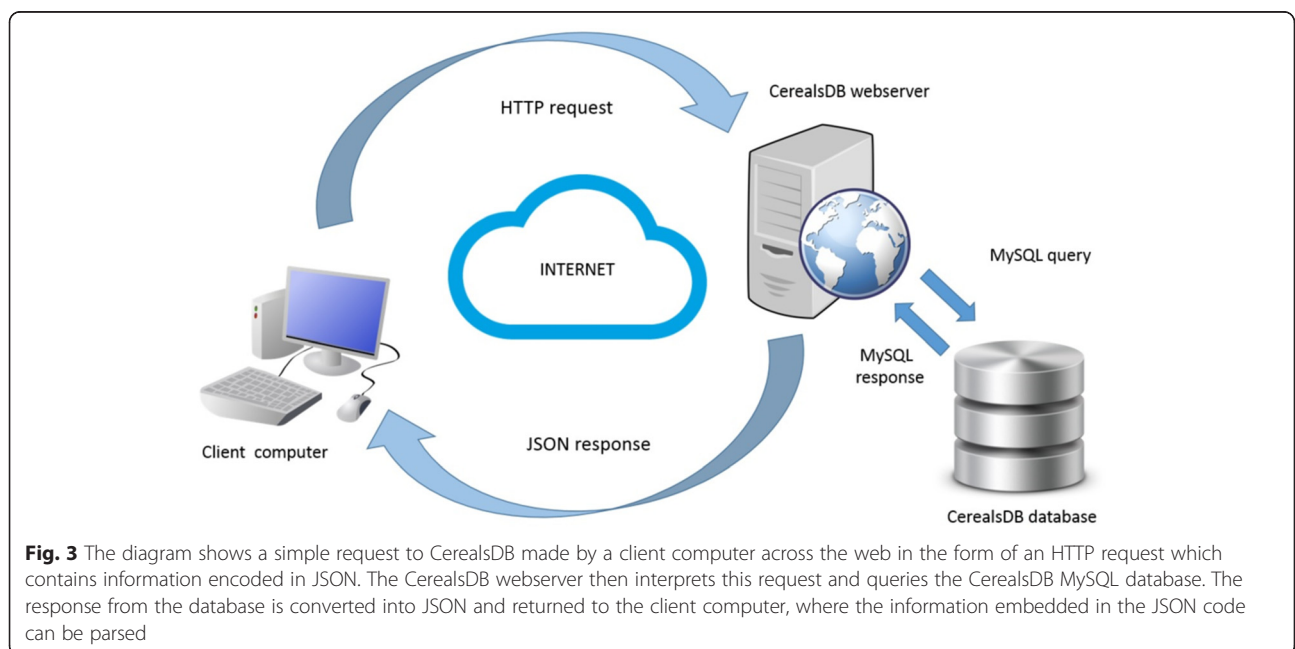 CerealsDB webserver
HTTP request
INTERNET
MySQL query
MySQL
response
Client computer
JSON response
CerealsDB database
Fig. 3 The diagram shows a simple request to CerealsDB made by a client computer across the web in the form of an HTTP request which
contains information encoded in JSON. The CerealsDB webserver then interprets this request and queries the CerealsDB MySQL database. The
response from the database is converted into JSON and returned to the client computer, where the information embedded in the JSON code
can be parsed